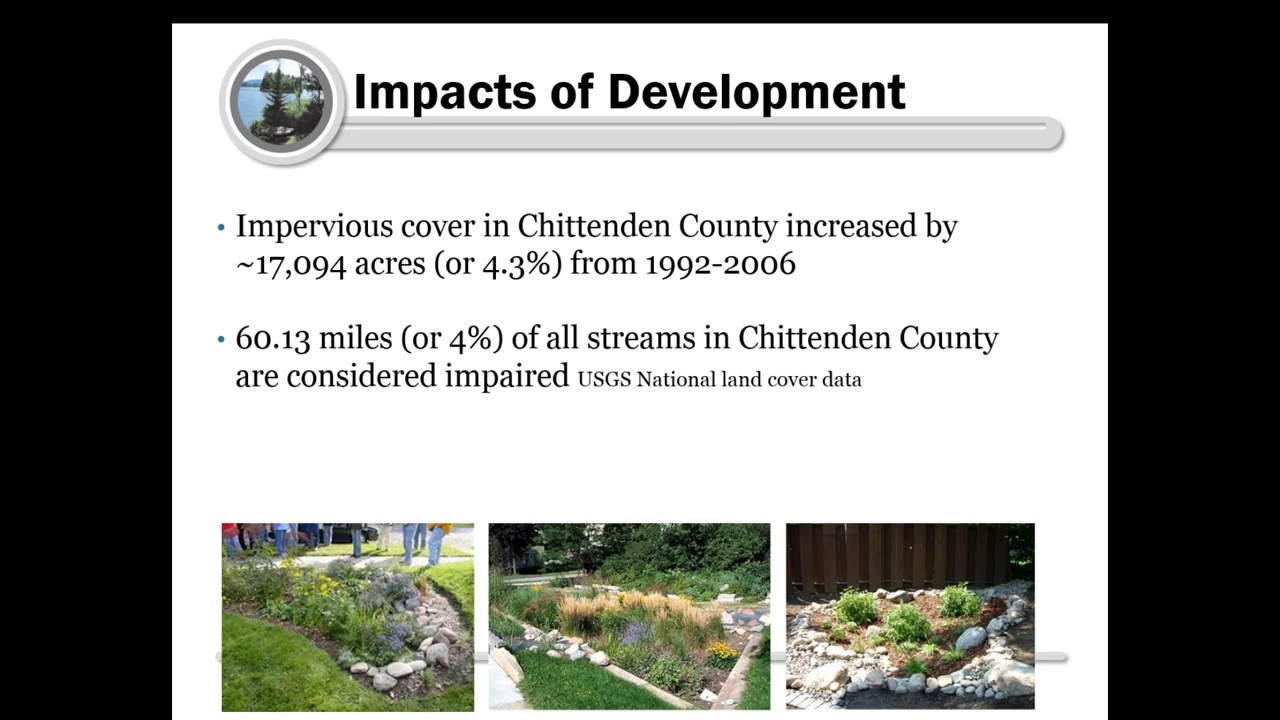 Impacts of Development
• Impervious cover in Chittenden County increased by
~17,094 acres (or 4.3%) from 1992-2006
• 60.13 miles (or 4%) of all streams in Chittenden County
are considered impaired USGS National land cover data